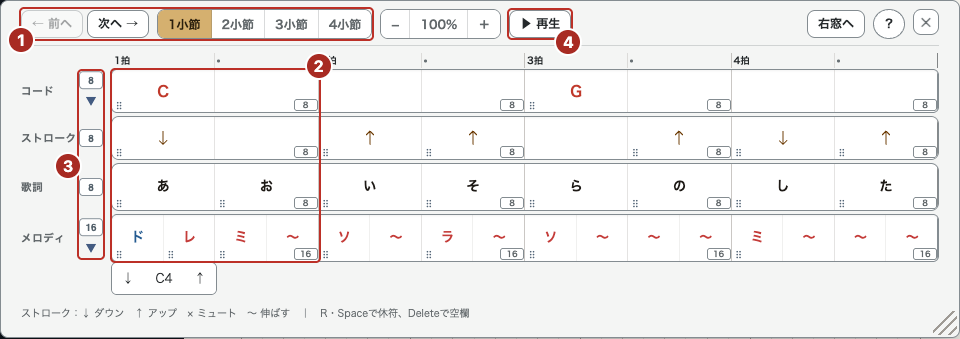 ← 前へ 次へ → 1小節 2小節 3小節 4小節 − 100% + ▶ 再生 右窓へ ? ×
1 4
1拍 • 拍 • 3拍 • 4拍 •
2
コード 8 ▼ C 8 8 G 8 8
ストローク 8 ↓ 8 ↑ ↑ 8 ↑ 8 ↓ ↑ 8
3
歌詞 8 あ お 8 い そ 8 ら の 8 し た 8
メロディ 16 ▼ ド レ ミ 〜 16 ソ 〜 ラ 〜 16 ソ 〜 〜 〜 16 ミ 〜 〜 〜 16
↓ C4 ↑
ストローク：↓ ダウン ↑ アップ × ミュート 〜 伸ばす | R・Spaceで休符、Deleteで空欄